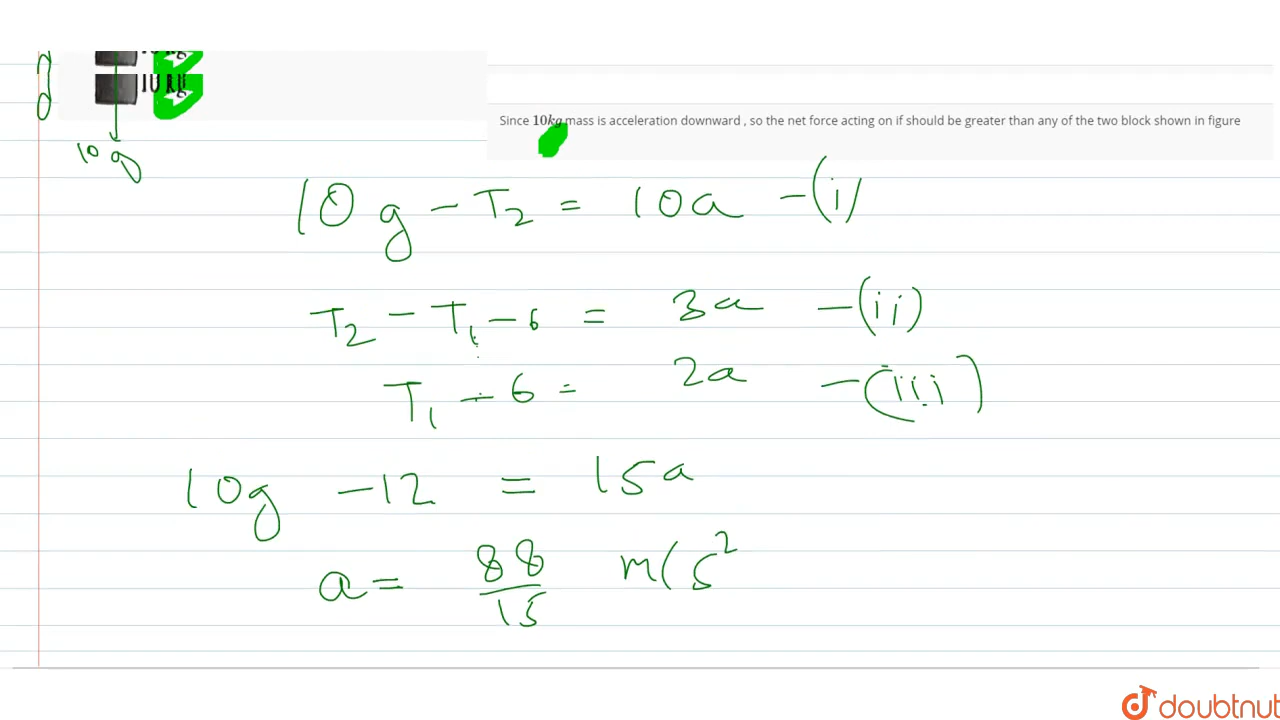 10 kg
10 g
Since 10kg mass is acceleration downward , so the net force acting on if should be greater than any of the two block shown in figure
10 g - T2 = 10a - (i)
T2 - T1 - 6 = 3a - (ii)
T1 - 6 = 2a - (iii)
10g - 12 = 15a
a = 88/15 m/s²
doubtnut